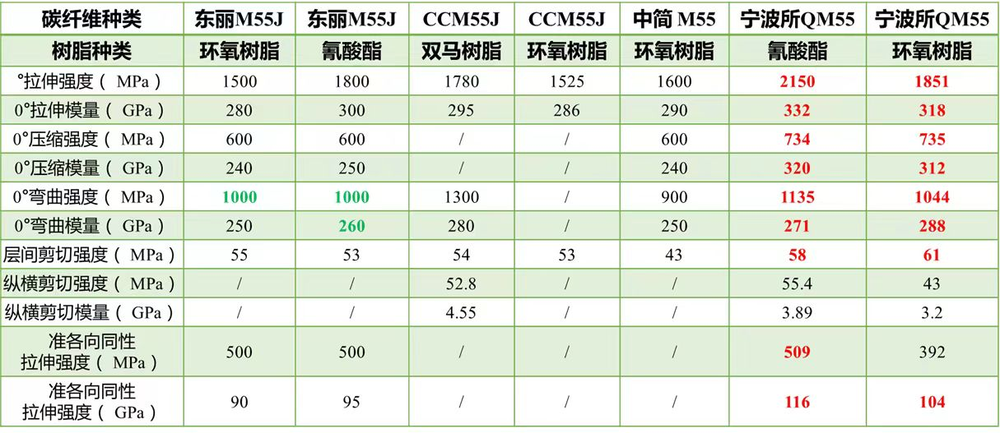 碳纤维种类 东丽M55J 东丽M55J CCM55J CCM55J 中简 M55 宁波所QM55 宁波所QM55
树脂种类 环氧树脂 氰酸酯 双马树脂 环氧树脂 环氧树脂 氰酸酯 环氧树脂
°拉伸强度（ MPa） 1500 1800 1780 1525 1600 2150 1851
0°拉伸模量（ GPa） 280 300 295 286 290 332 318
0°压缩强度（ MPa） 600 600 / / 600 734 735
0°压缩模量（ GPa） 240 250 / / 240 320 312
0°弯曲强度（ MPa） 1000 1000 1300 / 900 1135 1044
0°弯曲模量（ GPa） 250 260 280 / 250 271 288
层间剪切强度（ MPa） 55 53 54 53 43 58 61
纵横剪切强度（ MPa） / / 52.8 / / 55.4 43
纵横剪切模量（ GPa） / / 4.55 / / 3.89 3.2
准各向同性
拉伸强度（ MPa） 500 500 / / / 509 392
准各向同性
拉伸强度（ GPa） 90 95 / / / 116 104